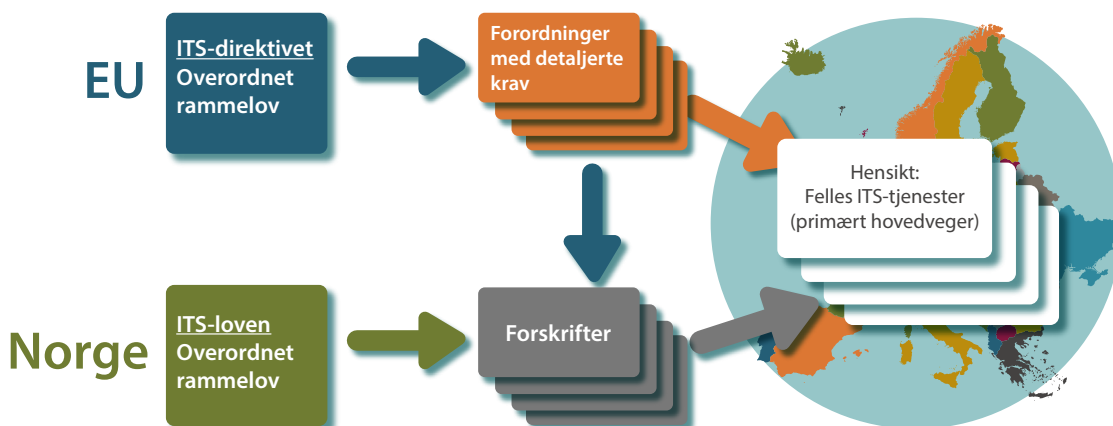 EU
ITS-direktivet
Overordnet
rammelov
Forordninger
med detaljerte
krav
Hensikt:
Felles ITS-tjenester
(primært hovedveger)
Norge
ITS-loven
Overordnet
rammelov
Forskrifter